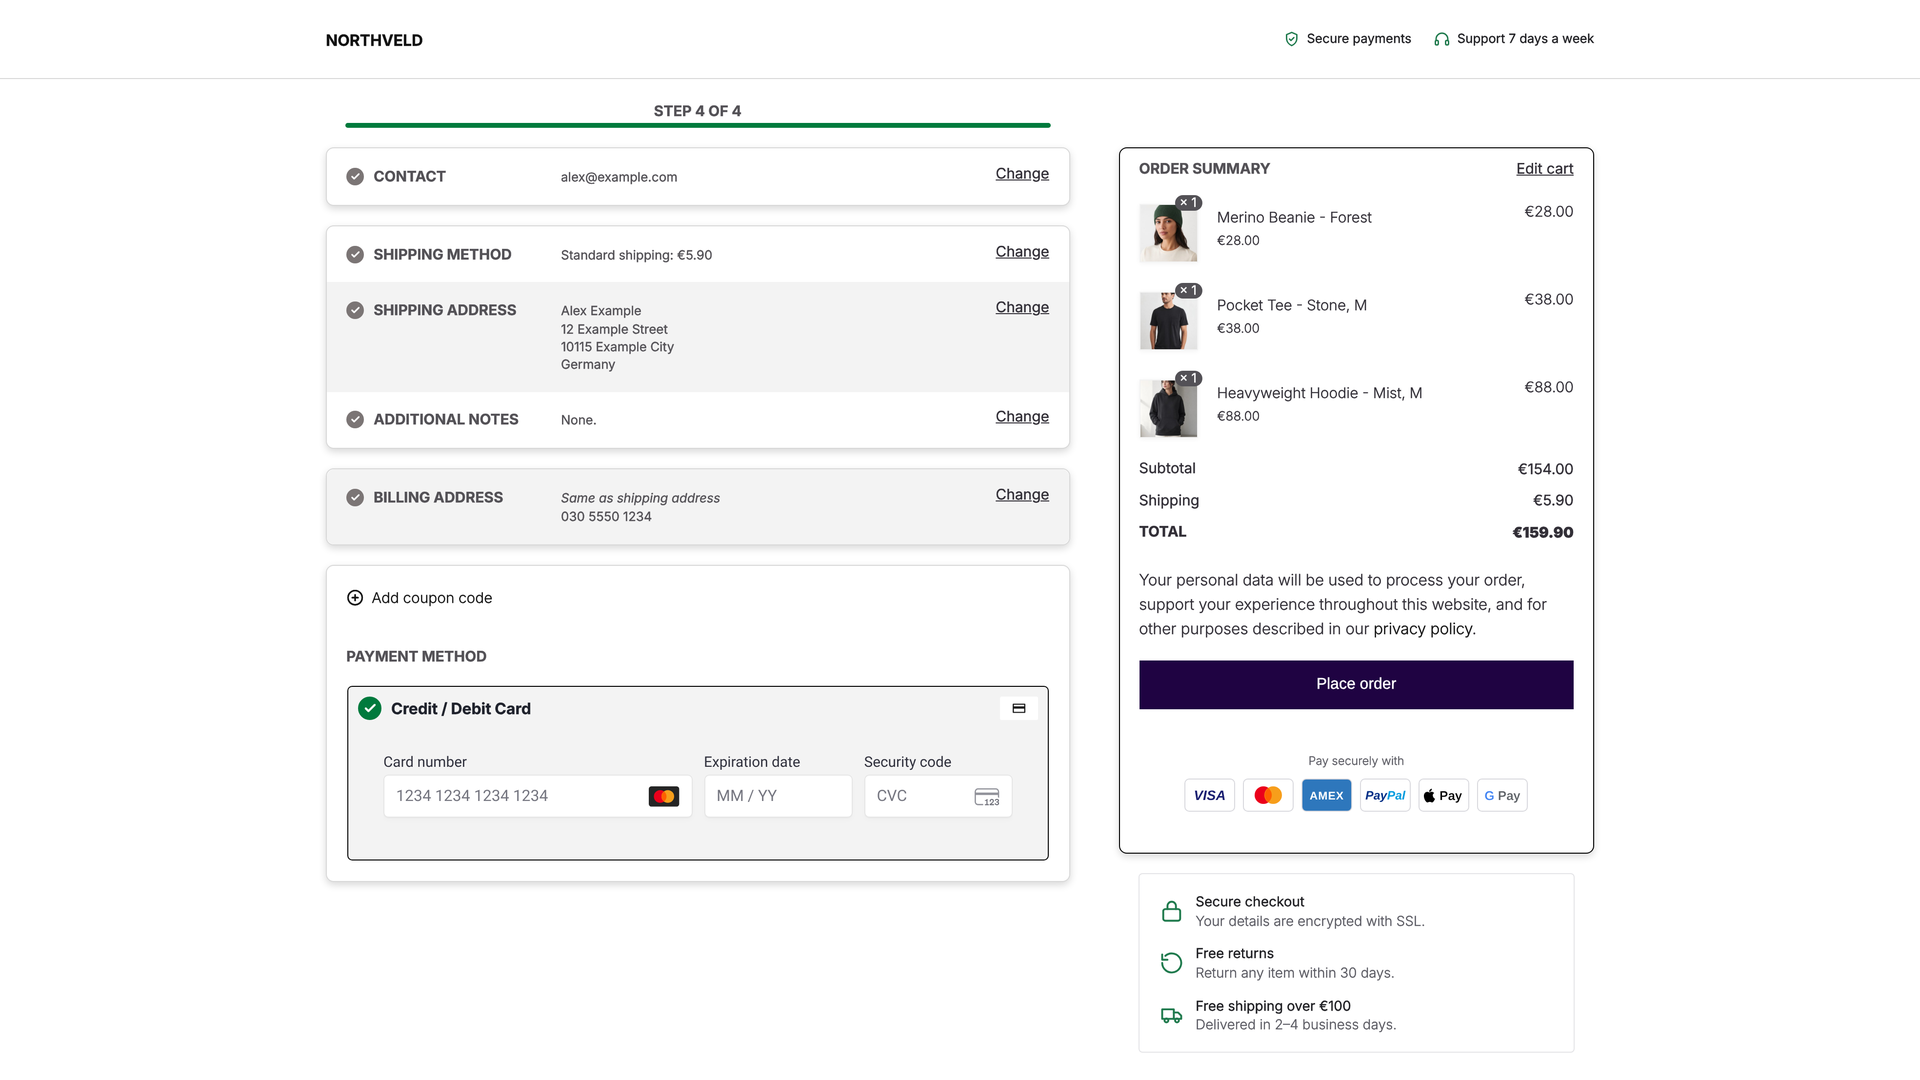 NORTHVELD
Secure payments
Support 7 days a week
STEP 4 OF 4
CONTACT
alex@example.com
Change
SHIPPING METHOD
Standard shipping: €5.90
Change
SHIPPING ADDRESS
Alex Example
12 Example Street
10115 Example City
Germany
Change
ADDITIONAL NOTES
None.
Change
BILLING ADDRESS
Same as shipping address
030 5550 1234
Change
Add coupon code
PAYMENT METHOD
Credit / Debit Card
Card number
1234 1234 1234 1234
Expiration date
MM / YY
Security code
CVC
123
ORDER SUMMARY
Edit cart
× 1
Merino Beanie - Forest
€28.00
€28.00
× 1
Pocket Tee - Stone, M
€38.00
€38.00
× 1
Heavyweight Hoodie - Mist, M
€88.00
€88.00
Subtotal
€154.00
Shipping
€5.90
TOTAL
€159.90
Your personal data will be used to process your order,
support your experience throughout this website, and for
other purposes described in our privacy policy.
Place order
Pay securely with
VISA
AMEX
PayPal
Pay
G Pay
Secure checkout
Your details are encrypted with SSL.
Free returns
Return any item within 30 days.
Free shipping over €100
Delivered in 2–4 business days.